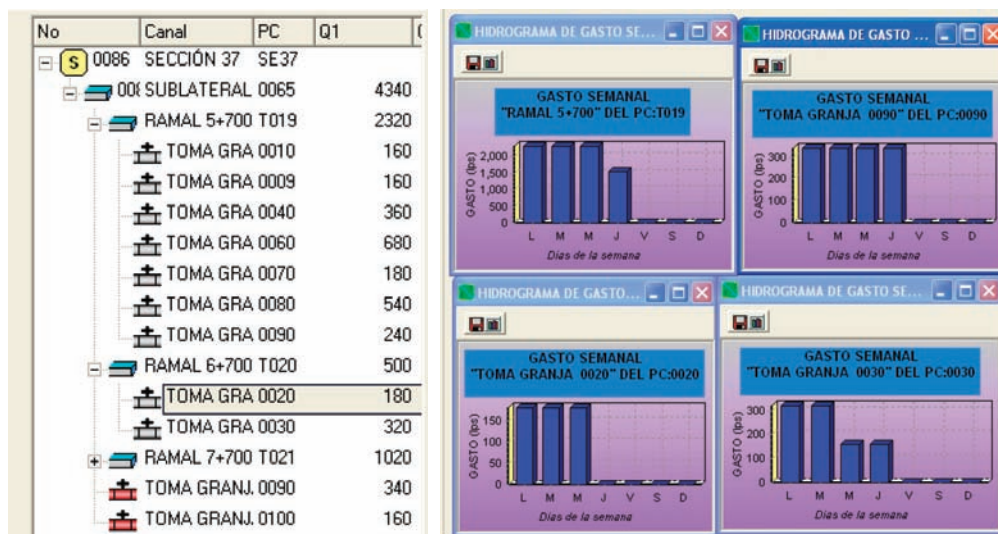 No Canal PC Q1
S 0086 SECCIÓN 37 SE37
SUBLATERAL 0065 4340
RAMAL 5+700 T019 2320
TOMA GRA 0010 160
TOMA GRA 0009 160
TOMA GRA 0040 360
TOMA GRA 0060 680
TOMA GRA 0070 180
TOMA GRA 0080 540
TOMA GRA 0090 240
RAMAL 6+700 T020 500
TOMA GRA 0020 180
TOMA GRA 0030 320
RAMAL 7+700 T021 1020
TOMA GRANJ. 0090 340
TOMA GRANJ. 0100 160
HIDROGRAMA DE GASTO SE...
GASTO SEMANAL
"RAMAL 5+700" DEL PC:T019
GASTO (lps)
2,000
1,500
1,000
500
0
L M M J V S D
Días de la semana
HIDROGRAMA DE GASTO ...
GASTO SEMANAL
"TOMA GRANJA 0090" DEL PC:0090
GASTO (lps)
300
200
100
0
L M M J V S D
Días de la semana
HIDROGRAMA DE GASTO...
GASTO SEMANAL
"TOMA GRANJA 0020" DEL PC:0020
GASTO (lps)
150
100
50
0
L M M J V S D
Días de la semana
HIDROGRAMA DE GASTO SE...
GASTO SEMANAL
"TOMA GRANJA 0030" DEL PC:0030
GASTO (lps)
300
200
100
0
L M M J V S D
Días de la semana